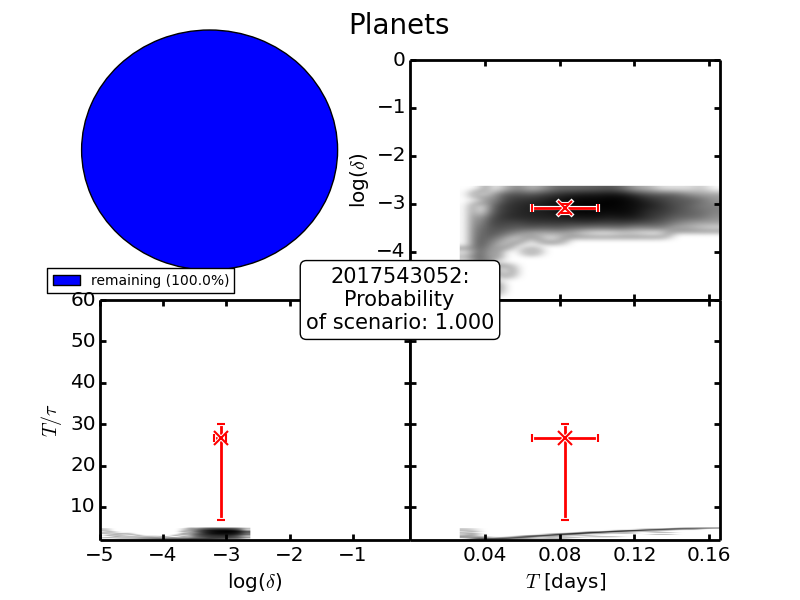 Planets
0
−1
−2
−3
−4
log(δ)
remaining (100.0%)
2017543052:
Probability
of scenario: 1.000
60
50
40
30
20
10
T/τ
−5 −4 −3 −2 −1
log(δ)
0.04 0.08 0.12 0.16
T [days]